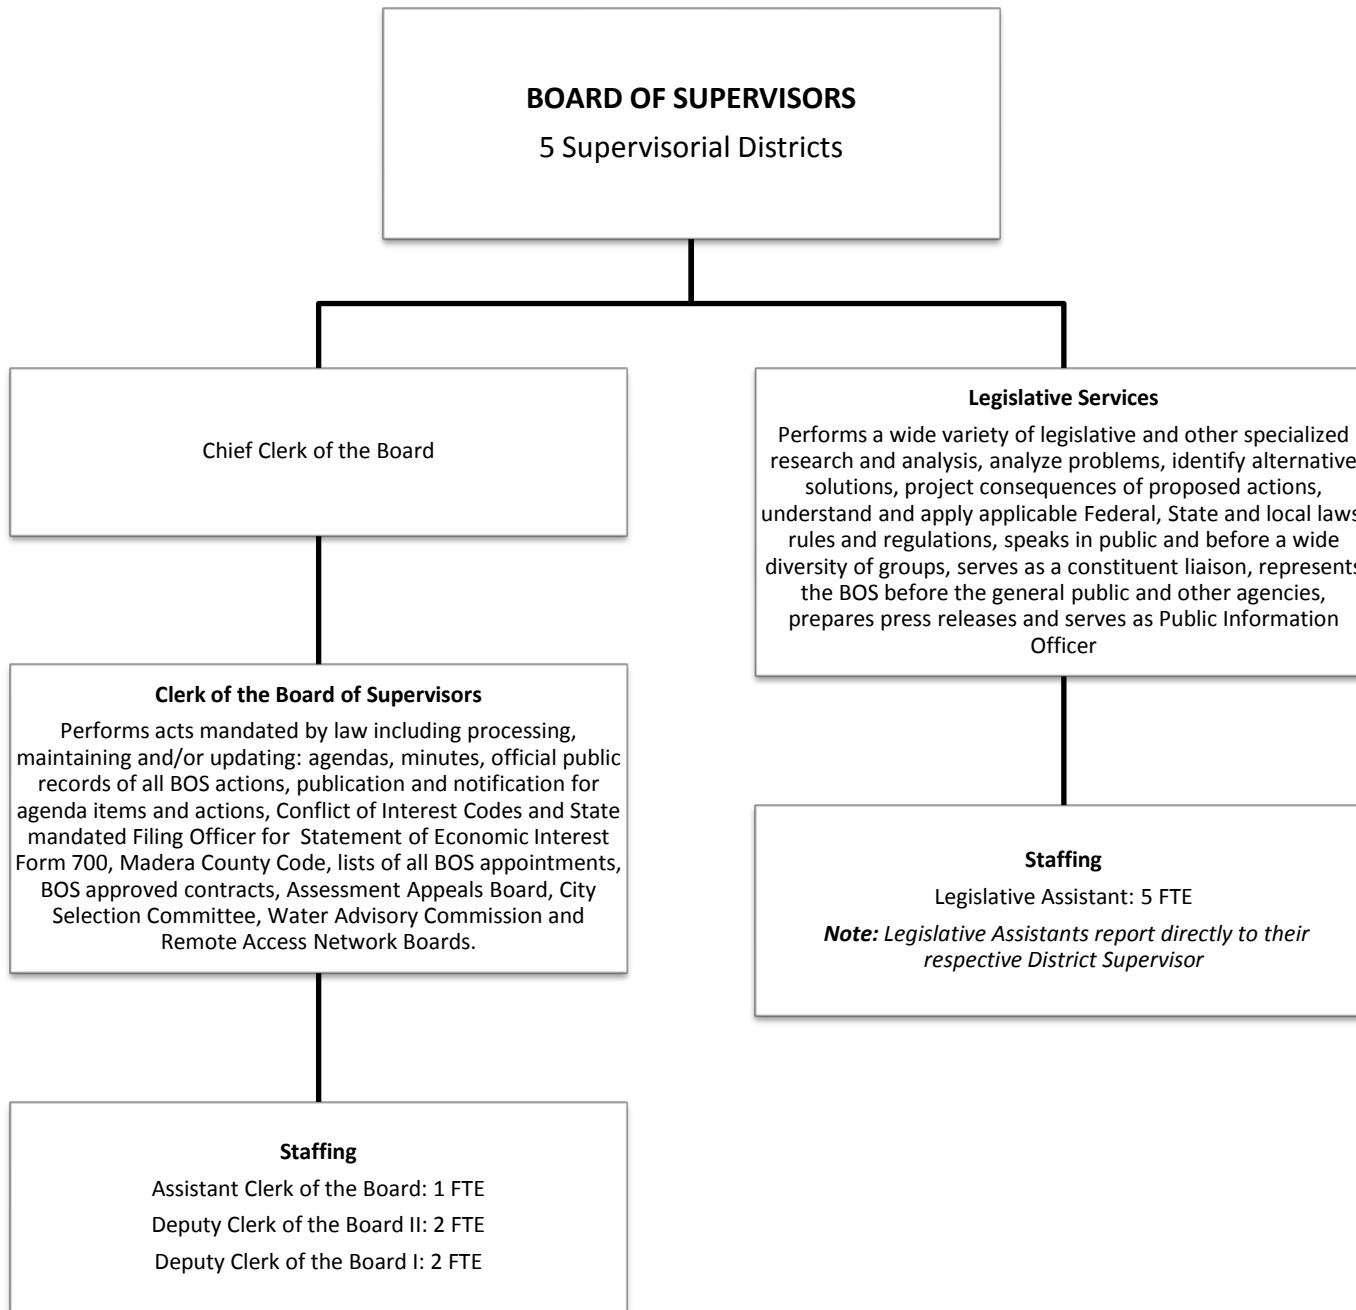 BOARD OF SUPERVISORS
5 Supervisorial Districts
Chief Clerk of the Board
Legislative Services
Performs a wide variety of legislative and other specialized
research and analysis, analyze problems, identify alternative
solutions, project consequences of proposed actions,
understand and apply applicable Federal, State and local laws
rules and regulations, speaks in public and before a wide
diversity of groups, serves as a constituent liaison, represents
the BOS before the general public and other agencies,
prepares press releases and serves as Public Information
Officer
Clerk of the Board of Supervisors
Performs acts mandated by law including processing,
maintaining and/or updating: agendas, minutes, official public
records of all BOS actions, publication and notification for
agenda items and actions, Conflict of Interest Codes and State
mandated Filing Officer for  Statement of Economic Interest
Form 700, Madera County Code, lists of all BOS appointments,
BOS approved contracts, Assessment Appeals Board, City
Selection Committee, Water Advisory Commission and
Remote Access Network Boards.
Staffing
Legislative Assistant: 5 FTE
Note: Legislative Assistants report directly to their
respective District Supervisor
Staffing
Assistant Clerk of the Board: 1 FTE
Deputy Clerk of the Board II: 2 FTE
Deputy Clerk of the Board I: 2 FTE